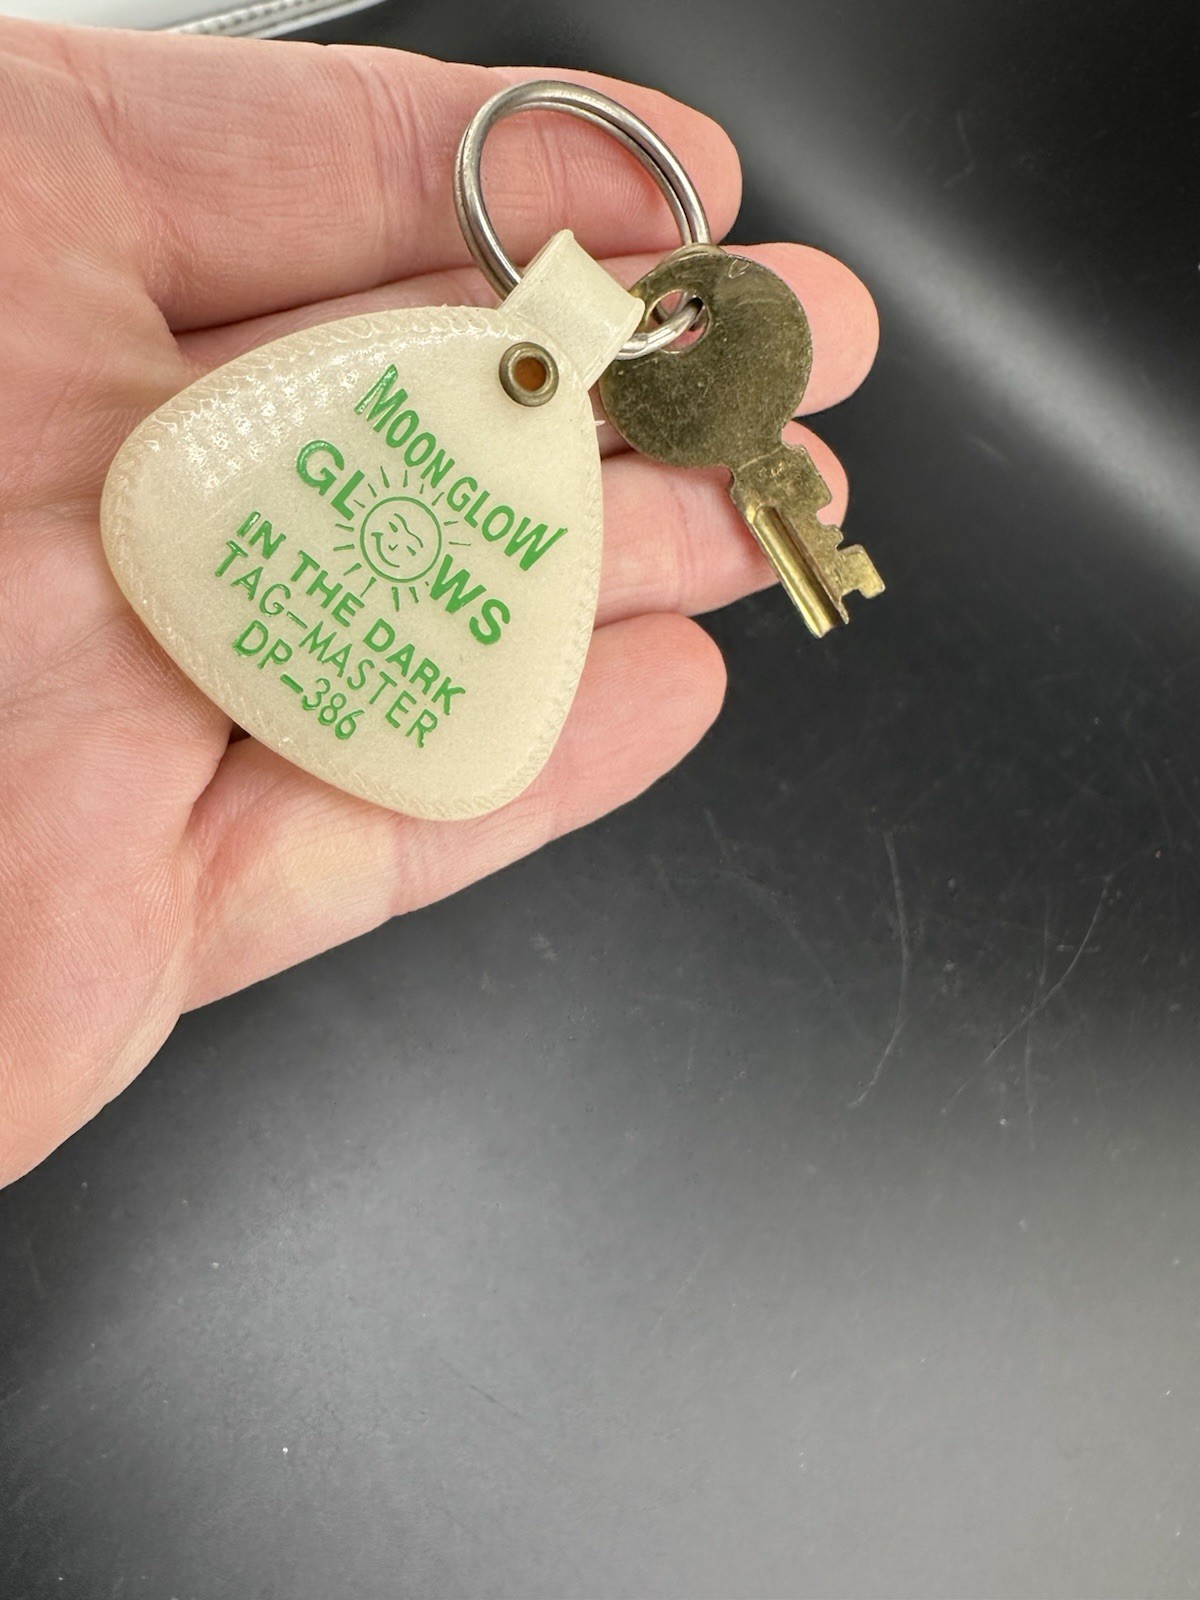 MOON GLOW
GLOWS
IN THE DARK
TAG-MASTER
DP-386